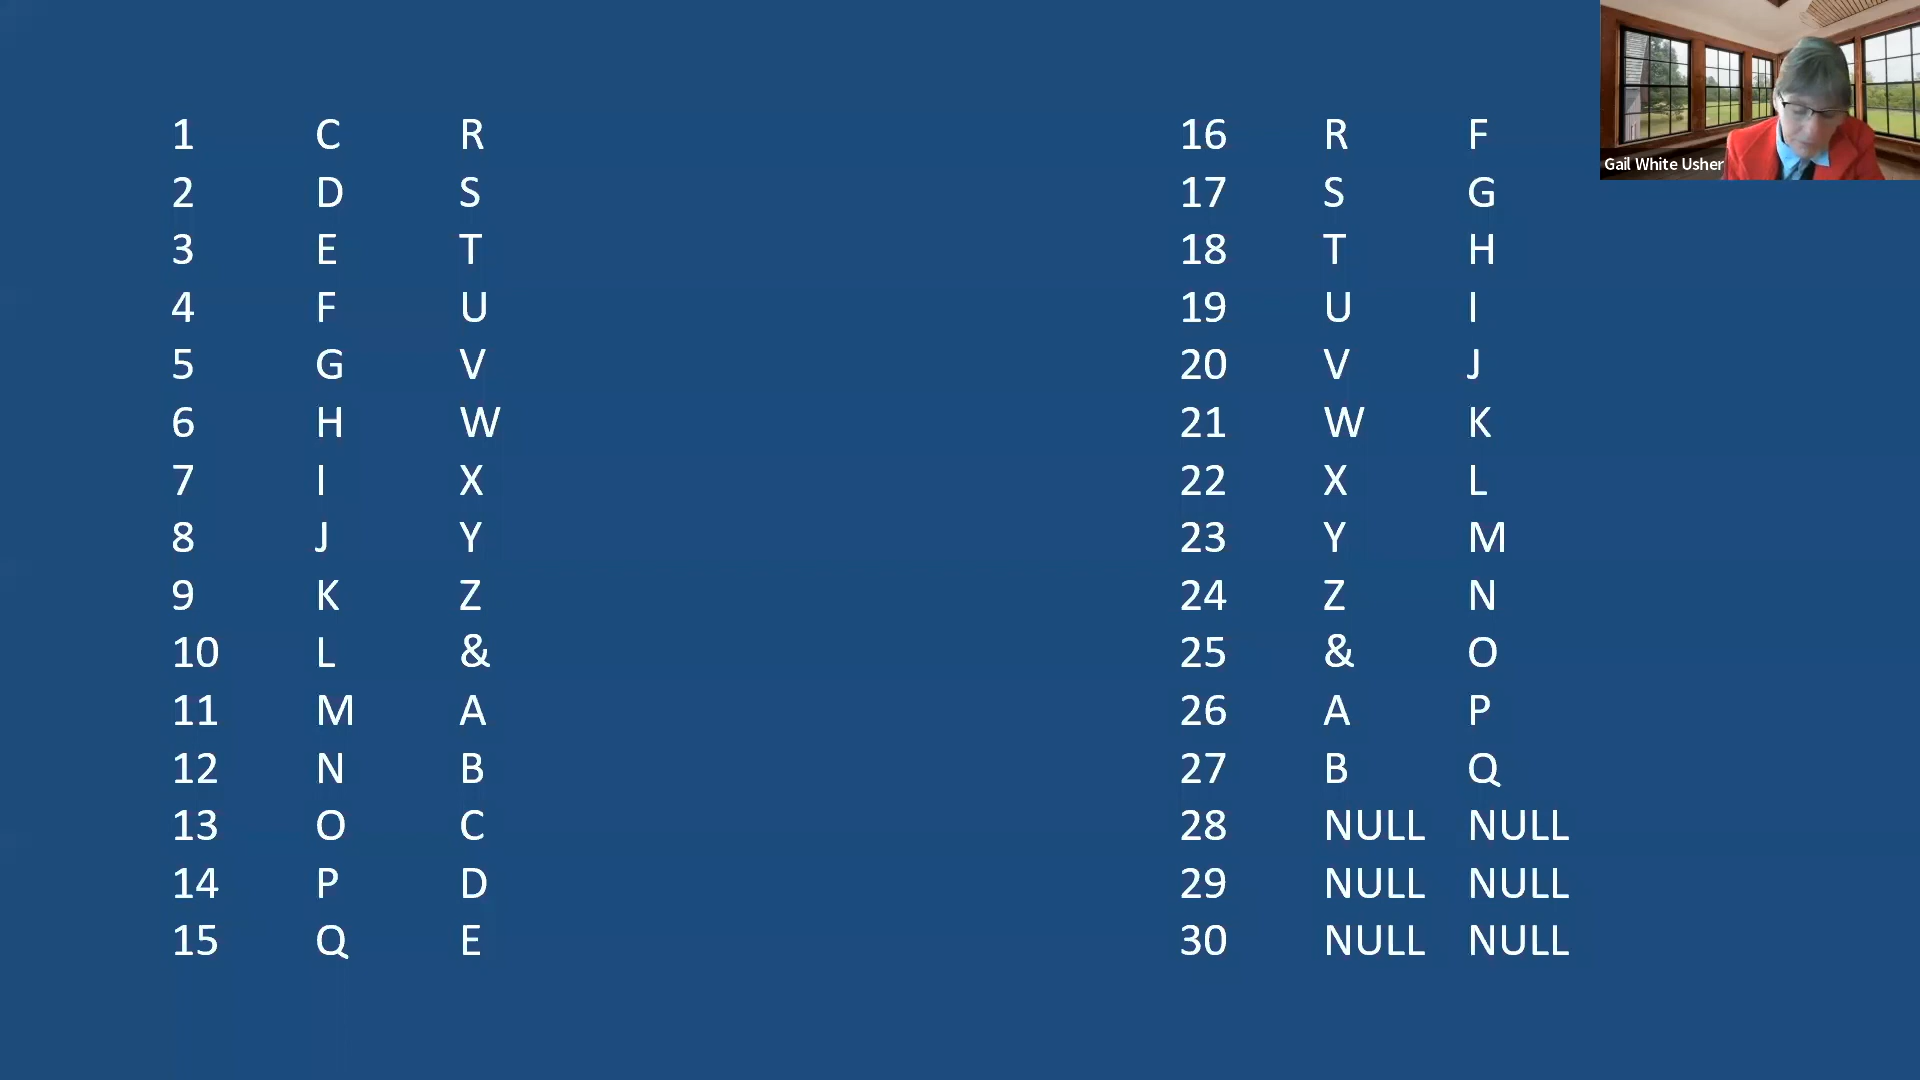 1 C R
2 D S
3 E T
4 F U
5 G V
6 H W
7 I X
8 J Y
9 K Z
10 L &
11 M A
12 N B
13 O C
14 P D
15 Q E
16 R F
17 S G
18 T H
19 U I
20 V J
21 W K
22 X L
23 Y M
24 Z N
25 & O
26 A P
27 B Q
28 NULL NULL
29 NULL NULL
30 NULL NULL
Gail White Usher